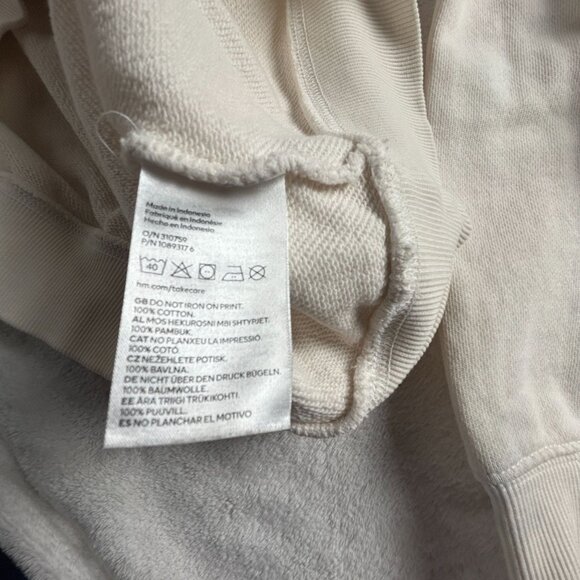 Made in Indonesia
Fabriqué en Indonésie
Hecho en Indonesia
O/N 310759
P/N 1089317 6
40
hm.com/takecare
GB DO NOT IRON ON PRINT.
100% COTTON.
AL MOS HEKUROSNI MBI SHTYPJET.
100% PAMBUK.
CAT NO PLANXEU LA IMPRESSIÓ.
100% COTÓ.
CZ NEŽEHLETE POTISK.
100% BAVLNA.
DE NICHT ÜBER DEN DRUCK BÜGELN.
100% BAUMWOLLE.
EE ÄRA TRIIGI TRÜKIKOHTI.
100% PUUVILL.
ES NO PLANCHAR EL MOTIVO